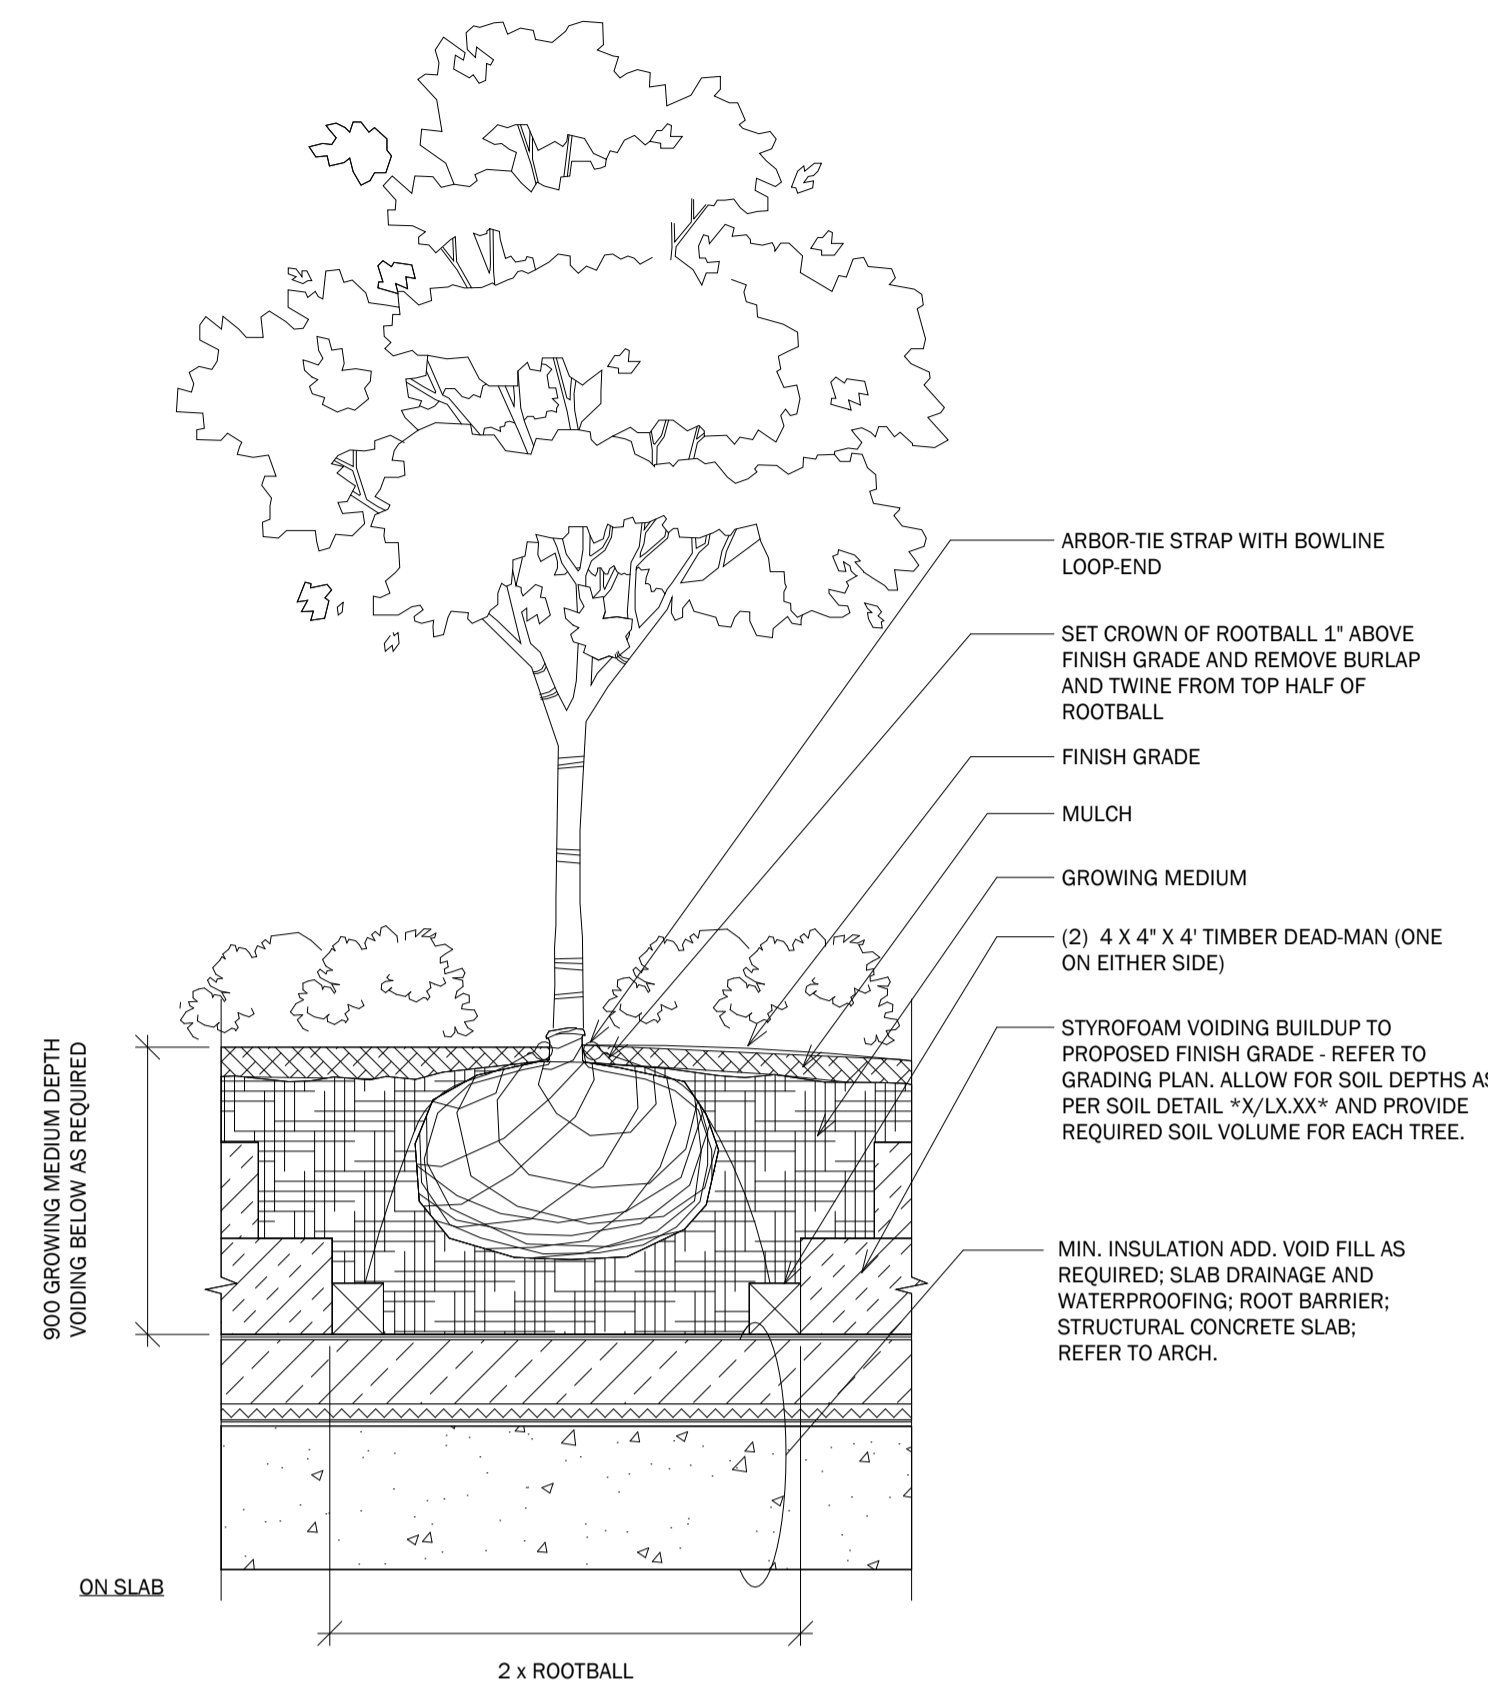 ARBOR-TIE STRAP WITH BOWLINE
LOOP-END
SET CROWN OF ROOTBALL 1" ABOVE
FINISH GRADE AND REMOVE BURLAP
AND TWINE FROM TOP HALF OF
ROOTBALL
FINISH GRADE
MULCH
GROWING MEDIUM
(2) 4 X 4" X 4' TIMBER DEAD-MAN (ONE
ON EITHER SIDE)
STYROFOAM VOIDING BUILDUP TO
PROPOSED FINISH GRADE - REFER TO
GRADING PLAN. ALLOW FOR SOIL DEPTHS AS
PER SOIL DETAIL *X/LX.XX* AND PROVIDE
REQUIRED SOIL VOLUME FOR EACH TREE.
MIN. INSULATION ADD. VOID FILL AS
REQUIRED; SLAB DRAINAGE AND
WATERPROOFING; ROOT BARRIER;
STRUCTURAL CONCRETE SLAB;
REFER TO ARCH.
900 GROWING MEDIUM DEPTH
VOIDING BELOW AS REQUIRED
ON SLAB
2 x ROOTBALL